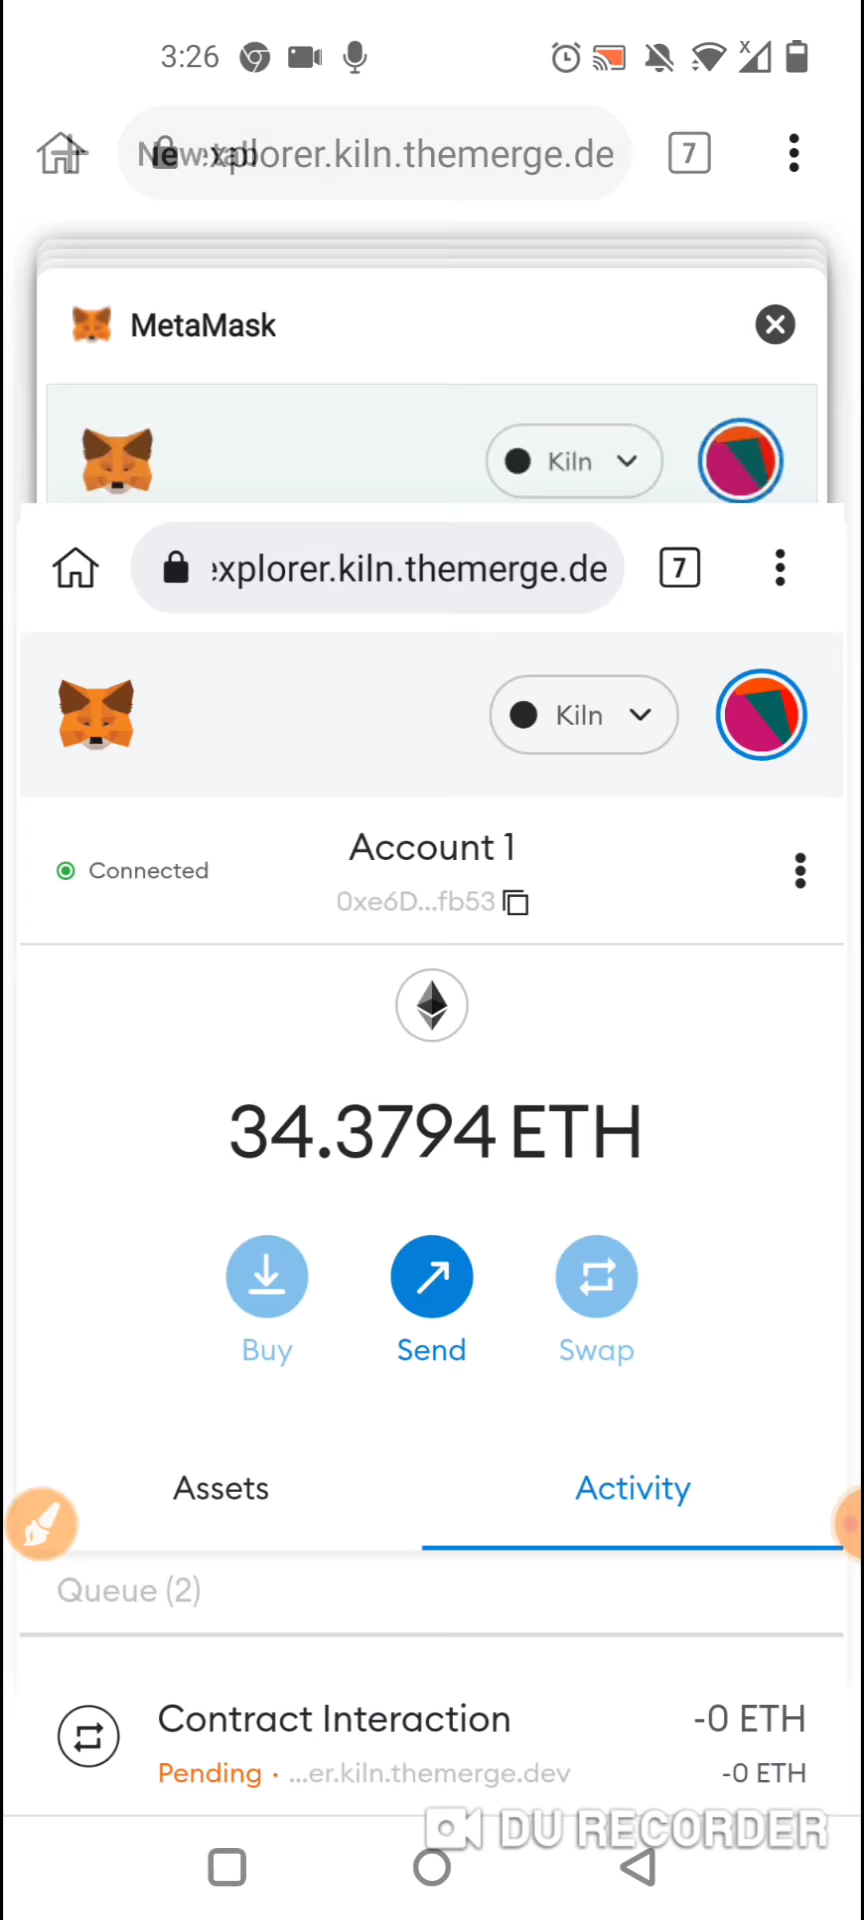 3:26
explorer.kiln.themerge.de
7
MetaMask
Kiln
explorer.kiln.themerge.de
7
Kiln
Account 1
Connected
0xe6D...fb53
34.3794 ETH
Buy
Send
Swap
Assets
Activity
Queue (2)
Contract Interaction
-0 ETH
Pending · ...er.kiln.themerge.dev
-0 ETH
DU RECORDER